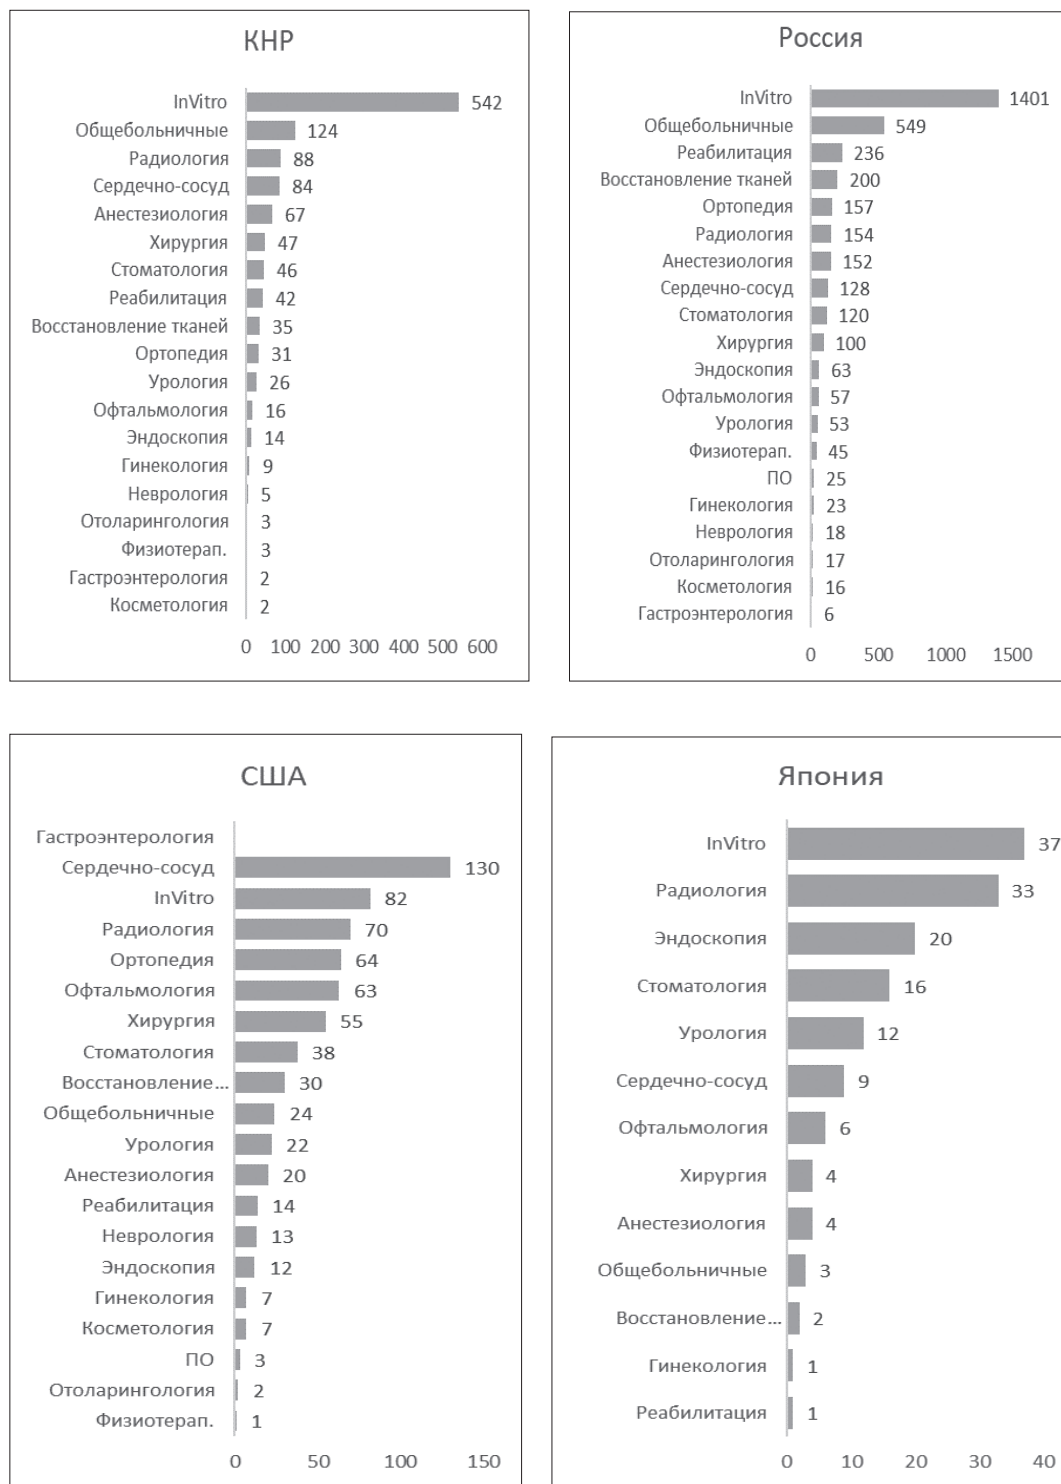 КНР
InVitro 542
Общебольничные 124
Радиология 88
Сердечно-сосуд 84
Анестезиология 67
Хирургия 47
Стоматология 46
Реабилитация 42
Восстановление тканей 35
Ортопедия 31
Урология 26
Офтальмология 16
Эндоскопия 14
Гинекология 9
Неврология 5
Отоларингология 3
Физиотерап. 3
Гастроэнтерология 2
Косметология 2
0 100 200 300 400 500 600
Россия
InVitro 1401
Общебольничные 549
Реабилитация 236
Восстановление тканей 200
Ортопедия 157
Радиология 154
Анестезиология 152
Сердечно-сосуд 128
Стоматология 120
Хирургия 100
Эндоскопия 63
Офтальмология 57
Урология 53
Физиотерап. 45
ПО 25
Гинекология 23
Неврология 18
Отоларингология 17
Косметология 16
Гастроэнтерология 6
0 500 1000 1500
США
Гастроэнтерология
Сердечно-сосуд 130
InVitro 82
Радиология 70
Ортопедия 64
Офтальмология 63
Хирургия 55
Стоматология 38
Восстановление... 30
Общебольничные 24
Урология 22
Анестезиология 20
Реабилитация 14
Неврология 13
Эндоскопия 12
Гинекология 7
Косметология 7
ПО 3
Отоларингология 2
Физиотерап. 1
0 50 100 150
Япония
InVitro 37
Радиология 33
Эндоскопия 20
Стоматология 16
Урология 12
Сердечно-сосуд 9
Офтальмология 6
Хирургия 4
Анестезиология 4
Общебольничные 3
Восстановление... 2
Гинекология 1
Реабилитация 1
0 10 20 30 40